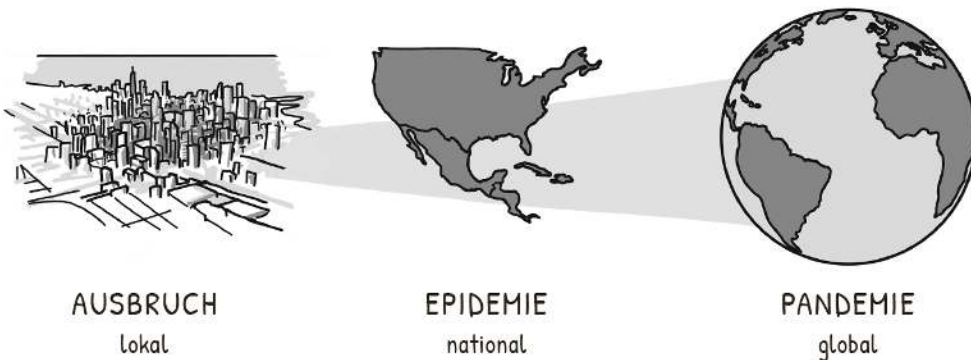 AUSBRUCH
lokal
EPIDEMIE
national
PANDEMIE
global